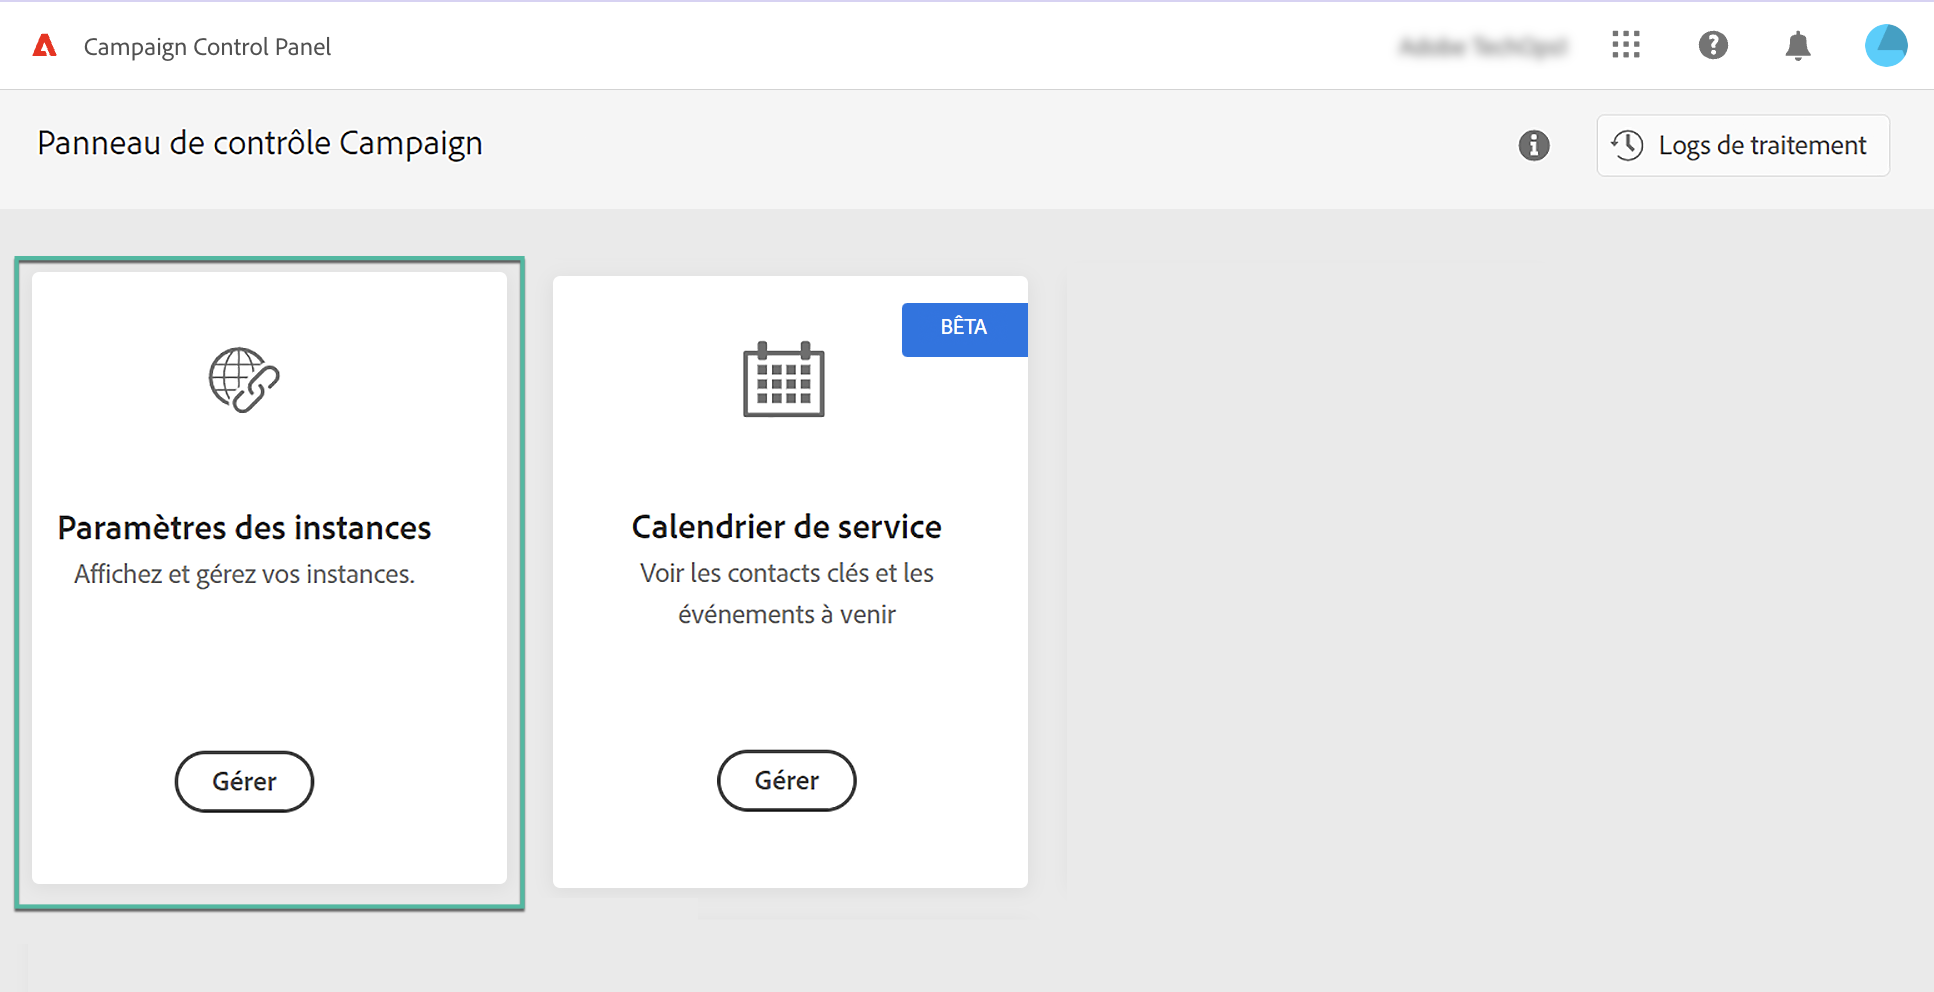 Campaign Control Panel
Panneau de contrôle Campaign
Logs de traitement
Paramètres des instances
Affichez et gérez vos instances.
Gérer
BÊTA
Calendrier de service
Voir les contacts clés et les
événements à venir
Gérer